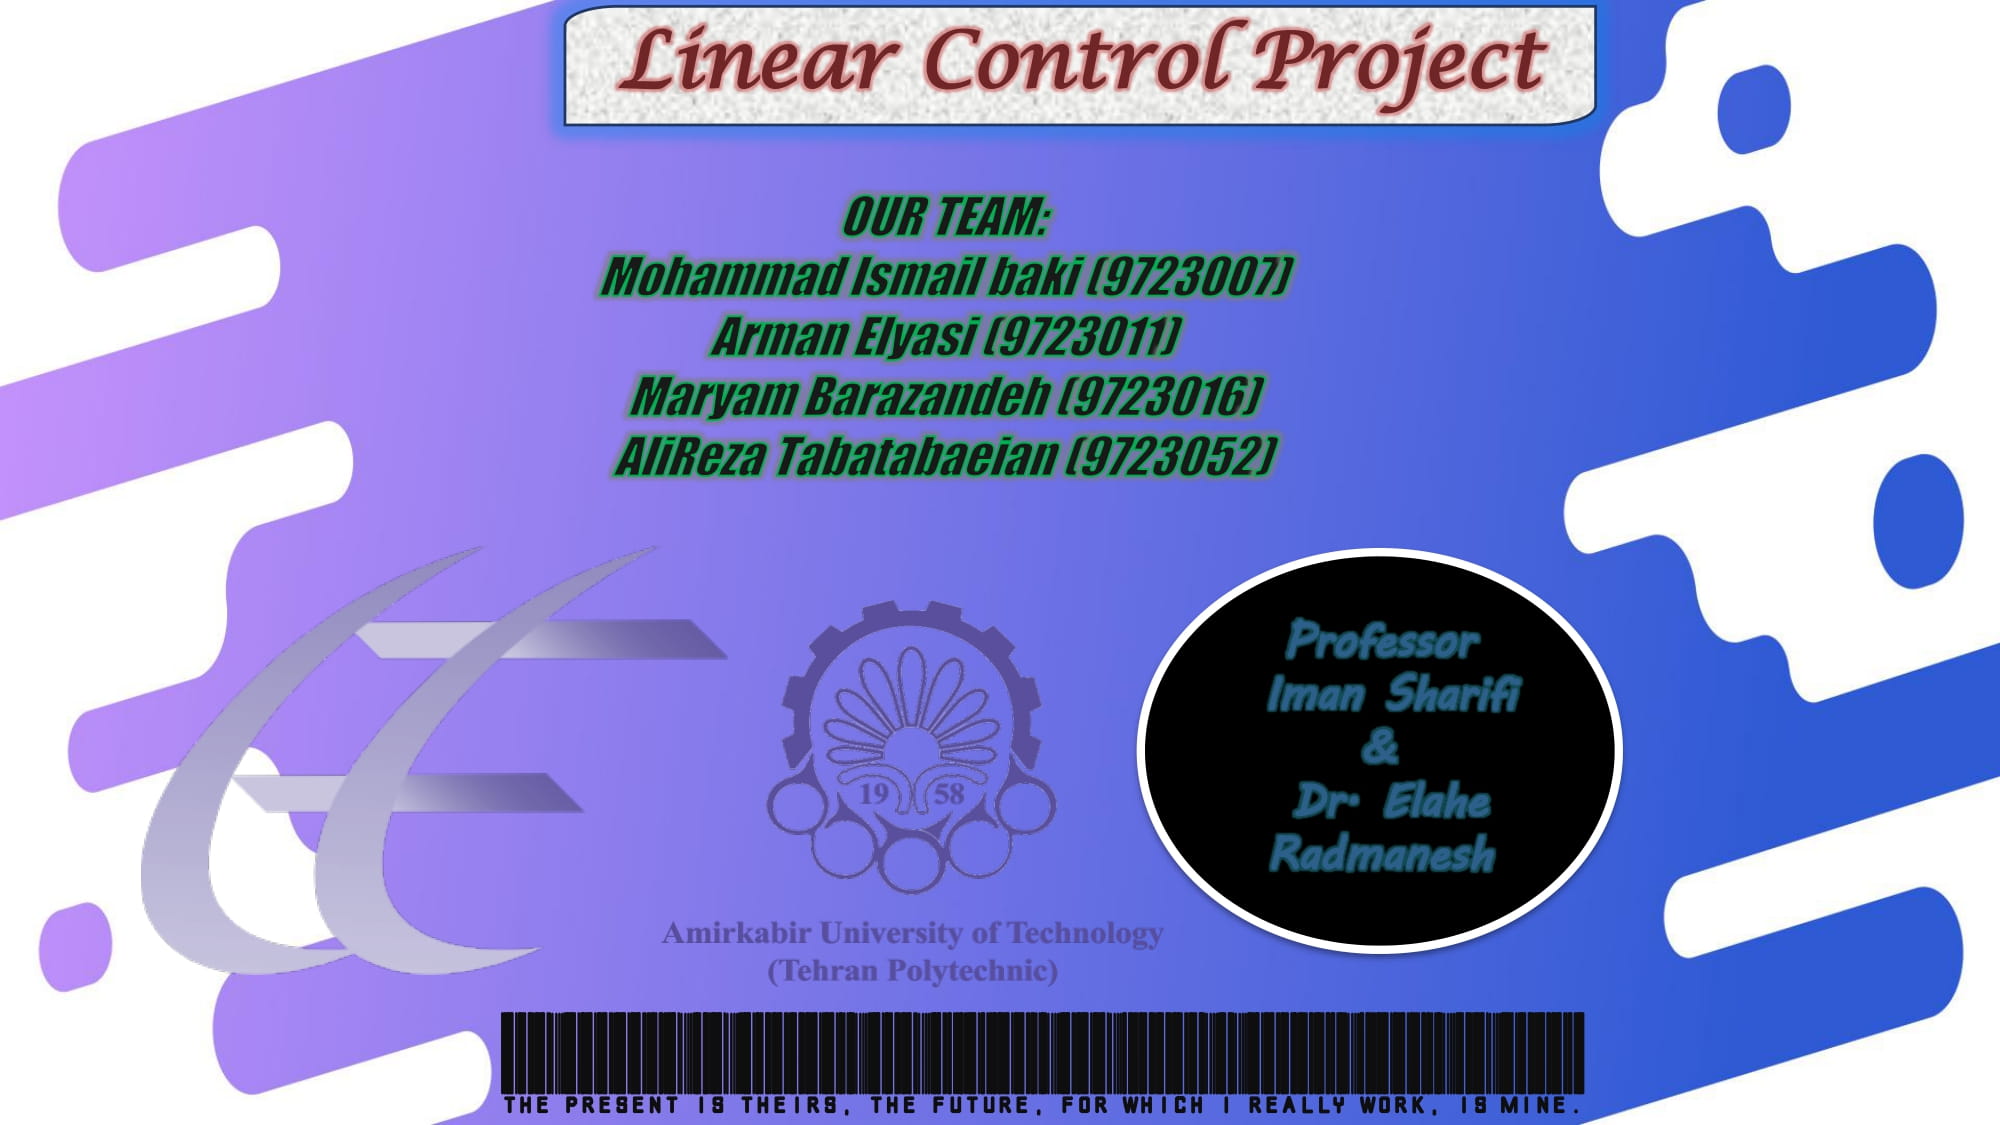 Linear Control Project
OUR TEAM:
Mohammad Ismail baki (9723007)
Arman Elyasi (9723011)
Maryam Barazandeh (9723016)
AliReza Tabatabaeian (9723052)
Professor
Iman Sharifi
&
Dr. Elahe
Radmanesh
19 58
Amirkabir University of Technology
(Tehran Polytechnic)
THE PRESENT IS THEIRS, THE FUTURE, FOR WHICH I REALLY WORK, IS MINE.